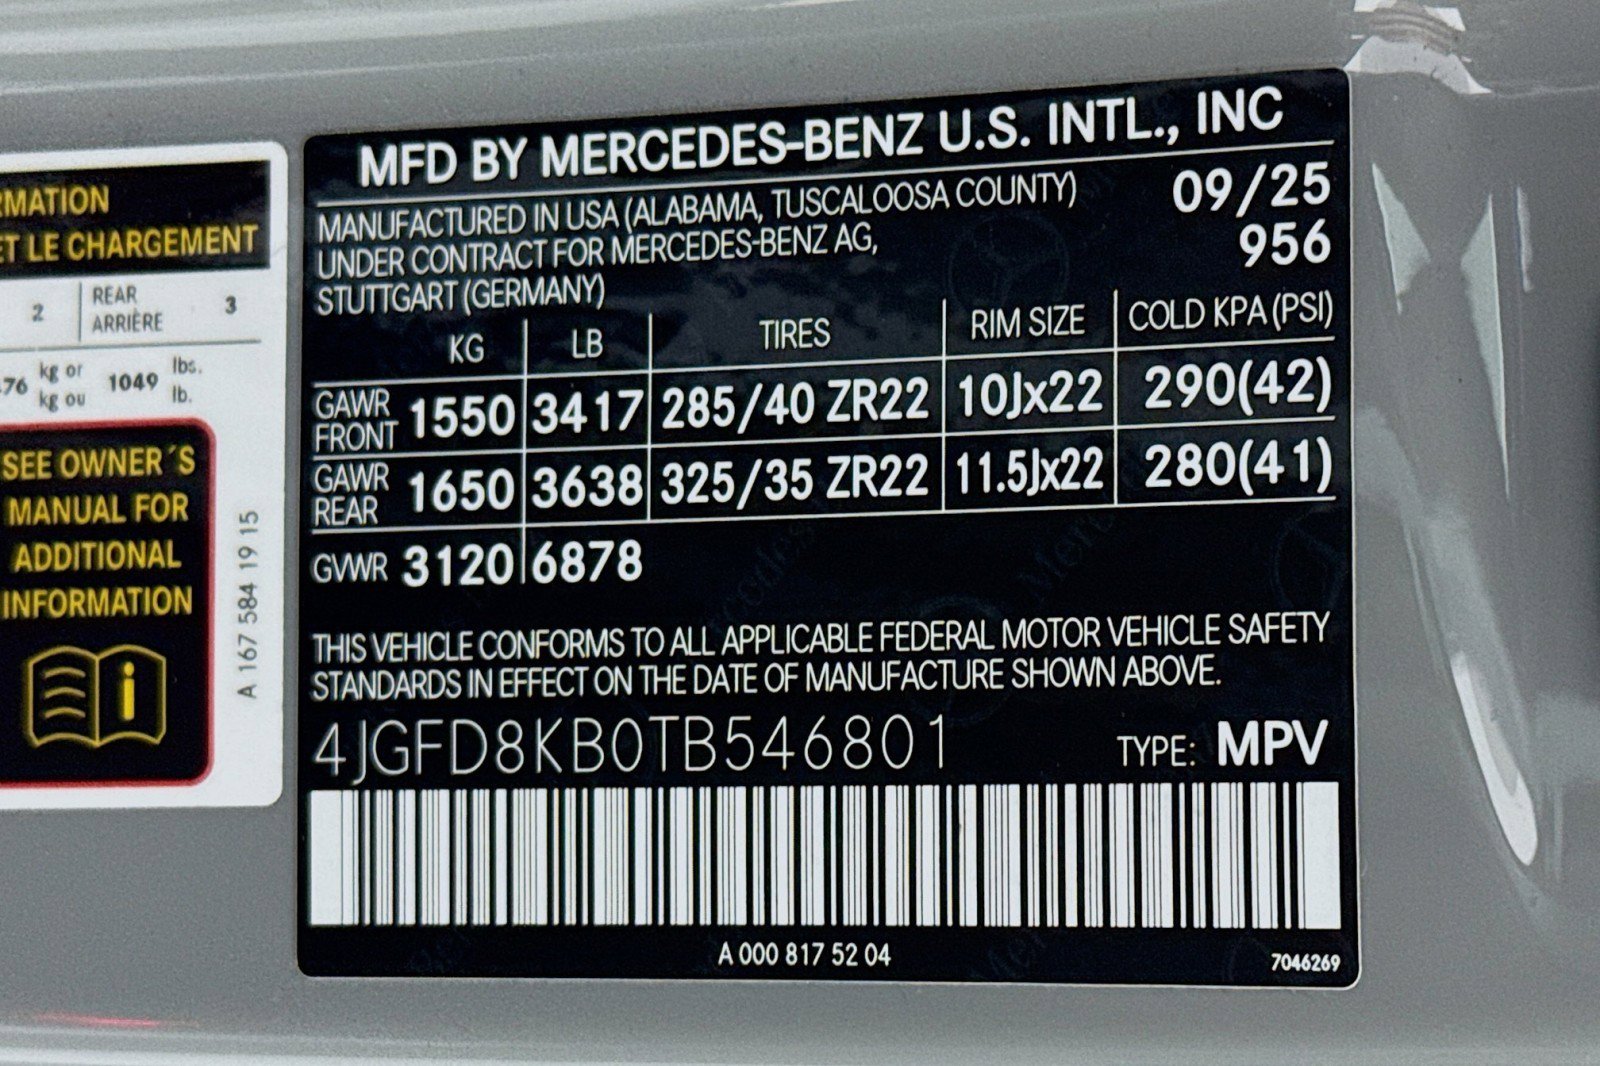 RMATION
ET LE CHARGEMENT
2 REAR 3
ARRIÈRE
76 kg or 1049 lbs.
kg ou lb.
SEE OWNER´S
MANUAL FOR
ADDITIONAL
INFORMATION
i
A 167 584 19 15
MFD BY MERCEDES-BENZ U.S. INTL., INC
MANUFACTURED IN USA (ALABAMA, TUSCALOOSA COUNTY) 09/25
UNDER CONTRACT FOR MERCEDES-BENZ AG, 956
STUTTGART (GERMANY)
KG LB TIRES RIM SIZE COLD KPA (PSI)
GAWR FRONT 1550 3417 285/40 ZR22 10Jx22 290(42)
GAWR REAR 1650 3638 325/35 ZR22 11.5Jx22 280(41)
GVWR 3120 6878
THIS VEHICLE CONFORMS TO ALL APPLICABLE FEDERAL MOTOR VEHICLE SAFETY
STANDARDS IN EFFECT ON THE DATE OF MANUFACTURE SHOWN ABOVE.
4JGFD8KB0TB546801 TYPE: MPV
A 000 817 52 04 7046269